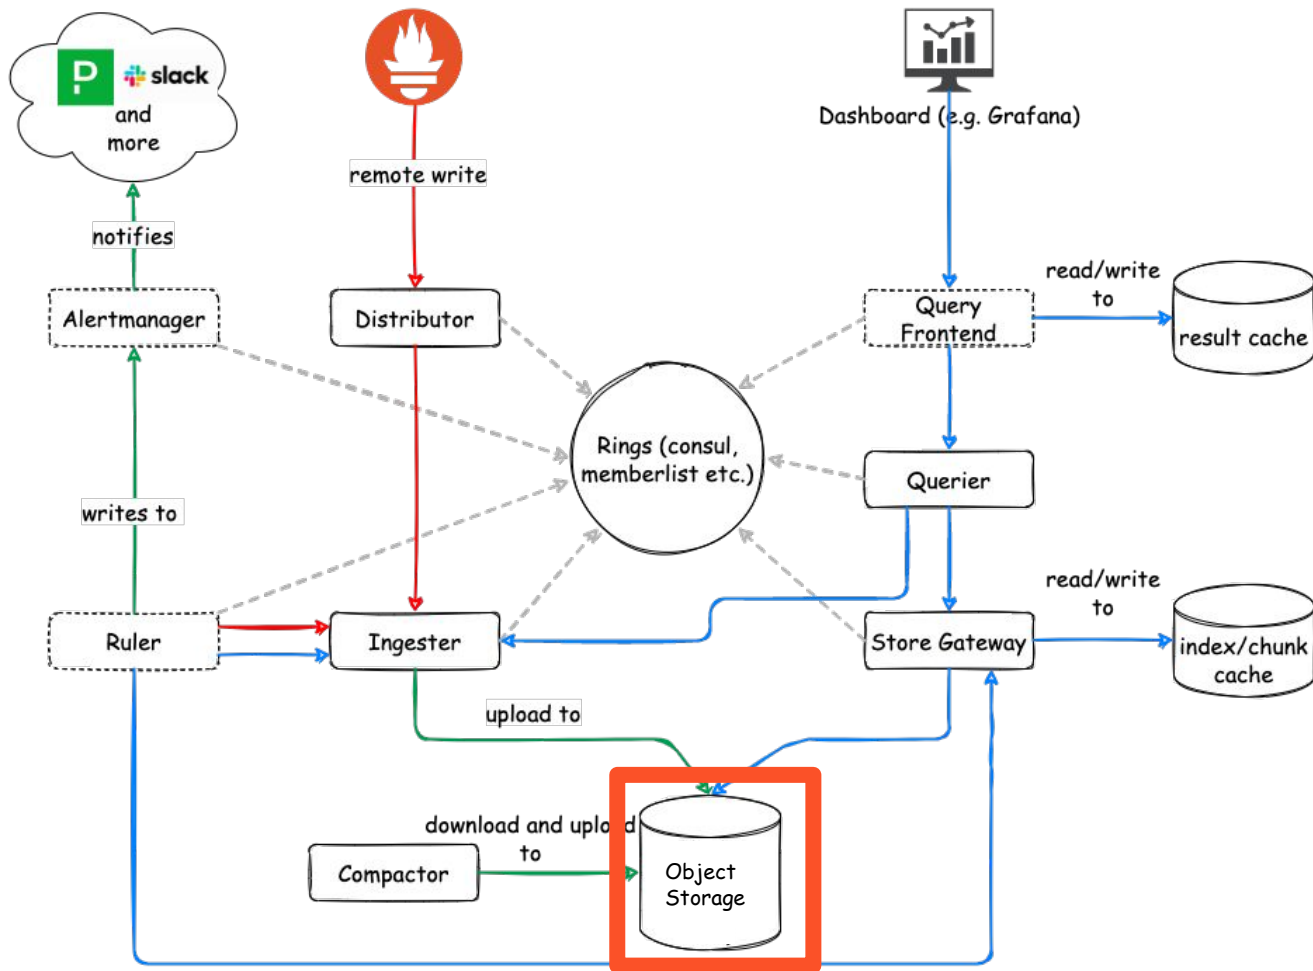 P
slack
and
more
Dashboard (e.g. Grafana)
remote write
notifies
read/write
to
Alertmanager
Distributor
Query
Frontend
result cache
Rings (consul,
memberlist etc.)
Querier
writes to
read/write
to
Ruler
Ingester
Store Gateway
index/chunk
cache
upload to
download and upload
to
Compactor
Object
Storage